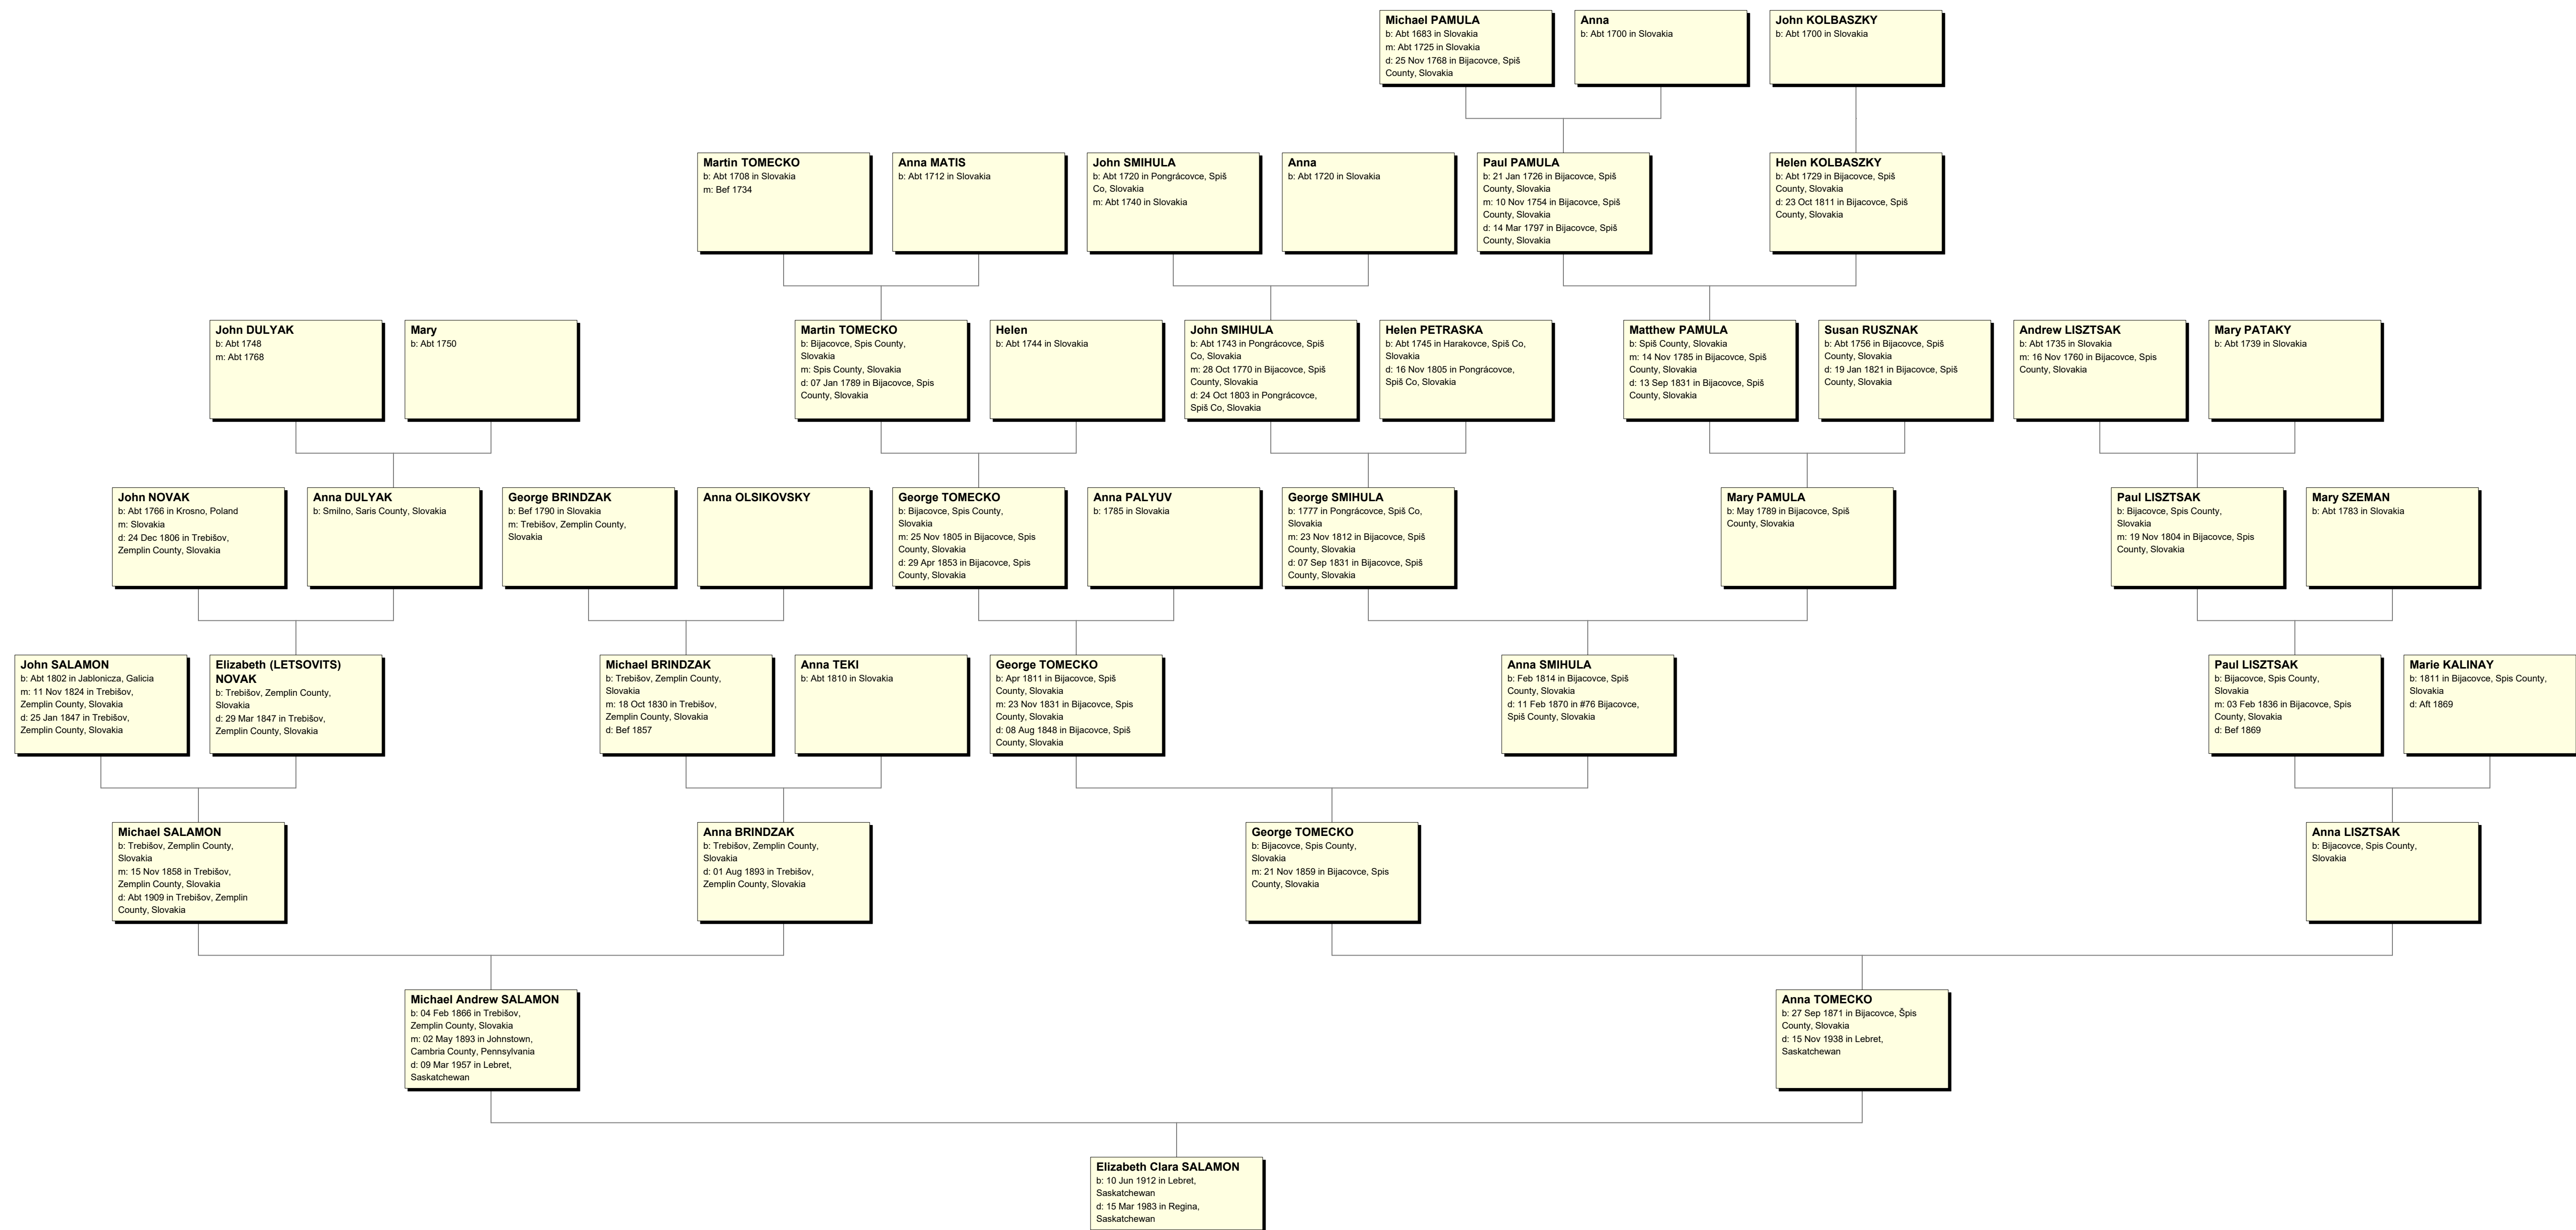 Michael PAMULA
b: Abt 1683 in Slovakia
m: Abt 1725 in Slovakia
d: 25 Nov 1768 in Bijacovce, Spiš
County, Slovakia
Anna
b: Abt 1700 in Slovakia
John KOLBASZKY
b: Abt 1700 in Slovakia
Martin TOMECKO
b: Abt 1708 in Slovakia
m: Bef 1734
Anna MATIS
b: Abt 1712 in Slovakia
John SMIHULA
b: Abt 1720 in Pongrácovce, Spiš
Co, Slovakia
m: Abt 1740 in Slovakia
Anna
b: Abt 1720 in Slovakia
Paul PAMULA
b: 21 Jan 1726 in Bijacovce, Spiš
County, Slovakia
m: 10 Nov 1754 in Bijacovce, Spiš
County, Slovakia
d: 14 Mar 1797 in Bijacovce, Spiš
County, Slovakia
Helen KOLBASZKY
b: Abt 1729 in Bijacovce, Spiš
County, Slovakia
d: 23 Oct 1811 in Bijacovce, Spiš
County, Slovakia
John DULYAK
b: Abt 1748
m: Abt 1768
Mary
b: Abt 1750
Martin TOMECKO
b: Bijacovce, Spis County,
Slovakia
m: Spis County, Slovakia
d: 07 Jan 1789 in Bijacovce, Spis
County, Slovakia
Helen
b: Abt 1744 in Slovakia
John SMIHULA
b: Abt 1743 in Pongrácovce, Spiš
Co, Slovakia
m: 28 Oct 1770 in Bijacovce, Spiš
County, Slovakia
d: 24 Oct 1803 in Pongrácovce,
Spiš Co, Slovakia
Helen PETRASKA
b: Abt 1745 in Harakovce, Spiš Co,
Slovakia
d: 16 Nov 1805 in Pongrácovce,
Spiš Co, Slovakia
Matthew PAMULA
b: Spiš County, Slovakia
m: 14 Nov 1785 in Bijacovce, Spiš
County, Slovakia
d: 13 Sep 1831 in Bijacovce, Spiš
County, Slovakia
Susan RUSZNAK
b: Abt 1756 in Bijacovce, Spiš
County, Slovakia
d: 19 Jan 1821 in Bijacovce, Spiš
County, Slovakia
Andrew LISZTSAK
b: Abt 1735 in Slovakia
m: 16 Nov 1760 in Bijacovce, Spis
County, Slovakia
Mary PATAKY
b: Abt 1739 in Slovakia
John NOVAK
b: Abt 1766 in Krosno, Poland
m: Slovakia
d: 24 Dec 1806 in Trebišov,
Zemplin County, Slovakia
Anna DULYAK
b: Smilno, Saris County, Slovakia
George BRINDZAK
b: Bef 1790 in Slovakia
m: Trebišov, Zemplin County,
Slovakia
Anna OLSIKOVSKY
George TOMECKO
b: Bijacovce, Spis County,
Slovakia
m: 25 Nov 1805 in Bijacovce, Spis
County, Slovakia
d: 29 Apr 1853 in Bijacovce, Spis
County, Slovakia
Anna PALYUV
b: 1785 in Slovakia
George SMIHULA
b: 1777 in Pongrácovce, Spiš Co,
Slovakia
m: 23 Nov 1812 in Bijacovce, Spiš
County, Slovakia
d: 07 Sep 1831 in Bijacovce, Spiš
County, Slovakia
Mary PAMULA
b: May 1789 in Bijacovce, Spiš
County, Slovakia
Paul LISZTSAK
b: Bijacovce, Spis County,
Slovakia
m: 19 Nov 1804 in Bijacovce, Spis
County, Slovakia
Mary SZEMAN
b: Abt 1783 in Slovakia
John SALAMON
b: Abt 1802 in Jablonicza, Galicia
m: 11 Nov 1824 in Trebišov,
Zemplin County, Slovakia
d: 25 Jan 1847 in Trebišov,
Zemplin County, Slovakia
Elizabeth (LETSOVITS)
NOVAK
b: Trebišov, Zemplin County,
Slovakia
d: 29 Mar 1847 in Trebišov,
Zemplin County, Slovakia
Michael BRINDZAK
b: Trebišov, Zemplin County,
Slovakia
m: 18 Oct 1830 in Trebišov,
Zemplin County, Slovakia
d: Bef 1857
Anna TEKI
b: Abt 1810 in Slovakia
George TOMECKO
b: Apr 1811 in Bijacovce, Spiš
County, Slovakia
m: 23 Nov 1831 in Bijacovce, Spis
County, Slovakia
d: 08 Aug 1848 in Bijacovce, Spiš
County, Slovakia
Anna SMIHULA
b: Feb 1814 in Bijacovce, Spiš
County, Slovakia
d: 11 Feb 1870 in #76 Bijacovce,
Spiš County, Slovakia
Paul LISZTSAK
b: Bijacovce, Spis County,
Slovakia
m: 03 Feb 1836 in Bijacovce, Spis
County, Slovakia
d: Bef 1869
Marie KALINAY
b: 1811 in Bijacovce, Spis County,
Slovakia
d: Aft 1869
Michael SALAMON
b: Trebišov, Zemplin County,
Slovakia
m: 15 Nov 1858 in Trebišov,
Zemplin County, Slovakia
d: Abt 1909 in Trebišov, Zemplin
County, Slovakia
Anna BRINDZAK
b: Trebišov, Zemplin County,
Slovakia
d: 01 Aug 1893 in Trebišov,
Zemplin County, Slovakia
George TOMECKO
b: Bijacovce, Spis County,
Slovakia
m: 21 Nov 1859 in Bijacovce, Spis
County, Slovakia
Anna LISZTSAK
b: Bijacovce, Spis County,
Slovakia
Michael Andrew SALAMON
b: 04 Feb 1866 in Trebišov,
Zemplin County, Slovakia
m: 02 May 1893 in Johnstown,
Cambria County, Pennsylvania
d: 09 Mar 1957 in Lebret,
Saskatchewan
Anna TOMECKO
b: 27 Sep 1871 in Bijacovce, Špis
County, Slovakia
d: 15 Nov 1938 in Lebret,
Saskatchewan
Elizabeth Clara SALAMON
b: 10 Jun 1912 in Lebret,
Saskatchewan
d: 15 Mar 1983 in Regina,
Saskatchewan